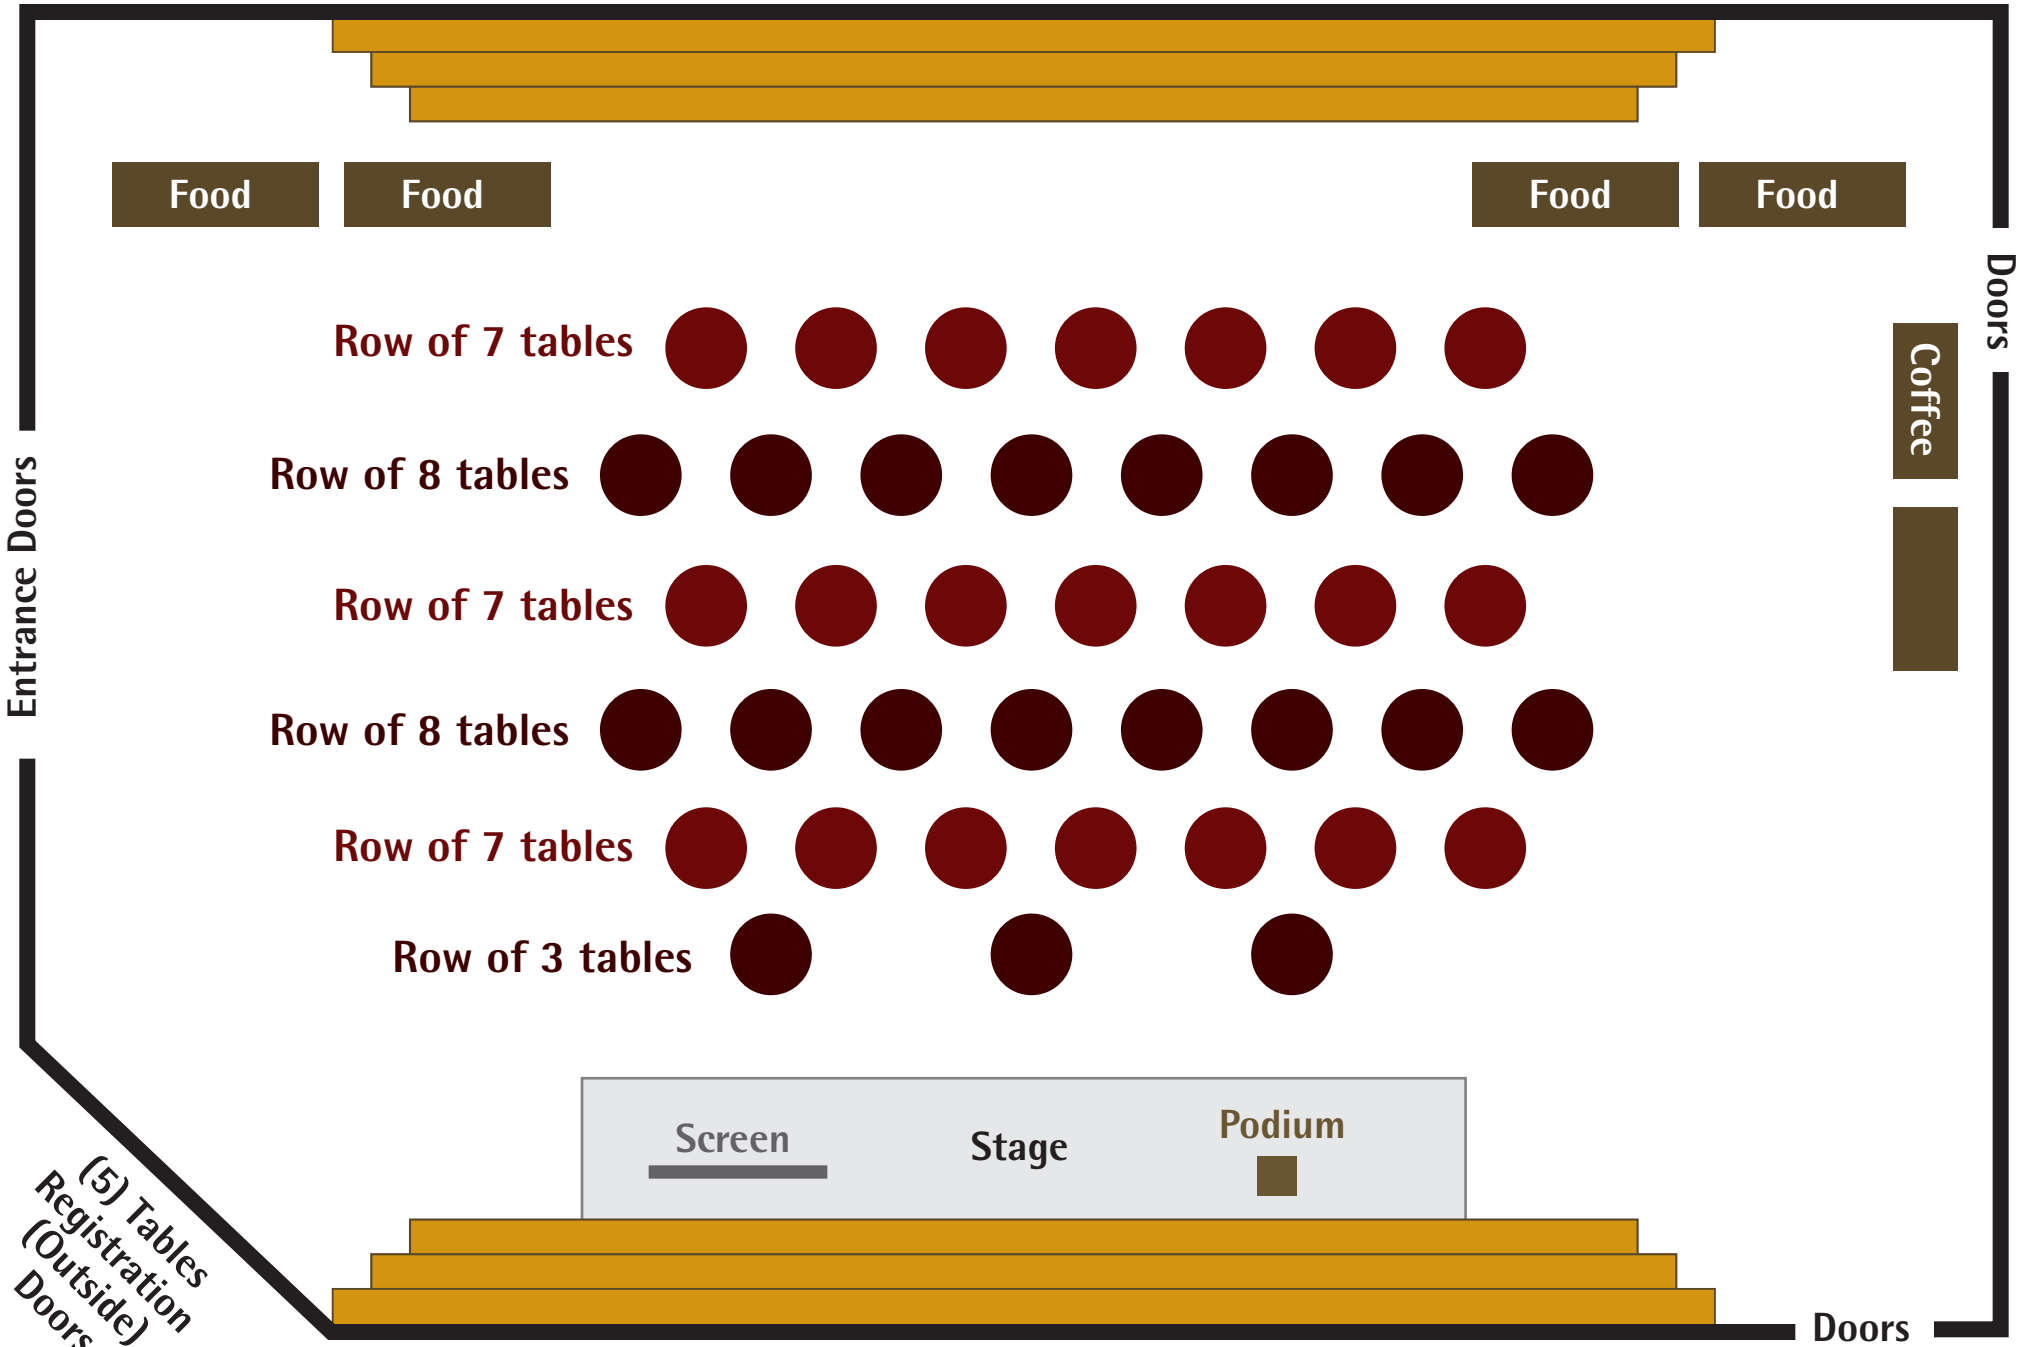 Food
Food
Food
Food
Doors
Row of 7 tables
Coffee
Row of 8 tables
Entrance Doors
Row of 7 tables
Row of 8 tables
Row of 7 tables
Row of 3 tables
Screen
Stage
Podium
(5) Tables
Registration
(Outside)
Doors
Doors